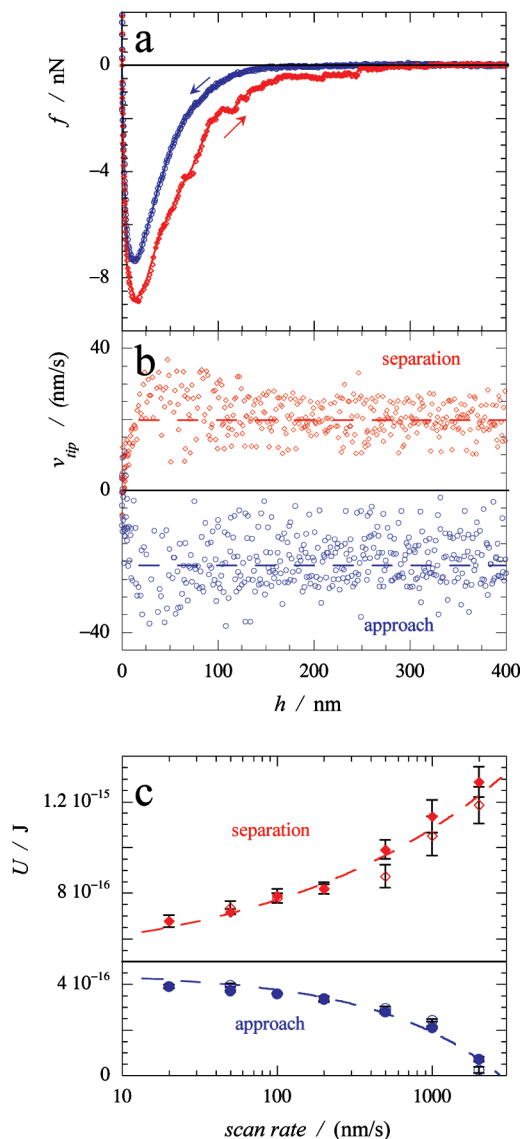 a
0
−4
−8
f / nN
b
40
0
−40
v_tip / (nm/s)
separation
approach
0 100 200 300 400
h / nm
c
1.2 10⁻¹⁵
8 10⁻¹⁶
4 10⁻¹⁶
0
U / J
separation
approach
10 100 1000
scan rate / (nm/s)